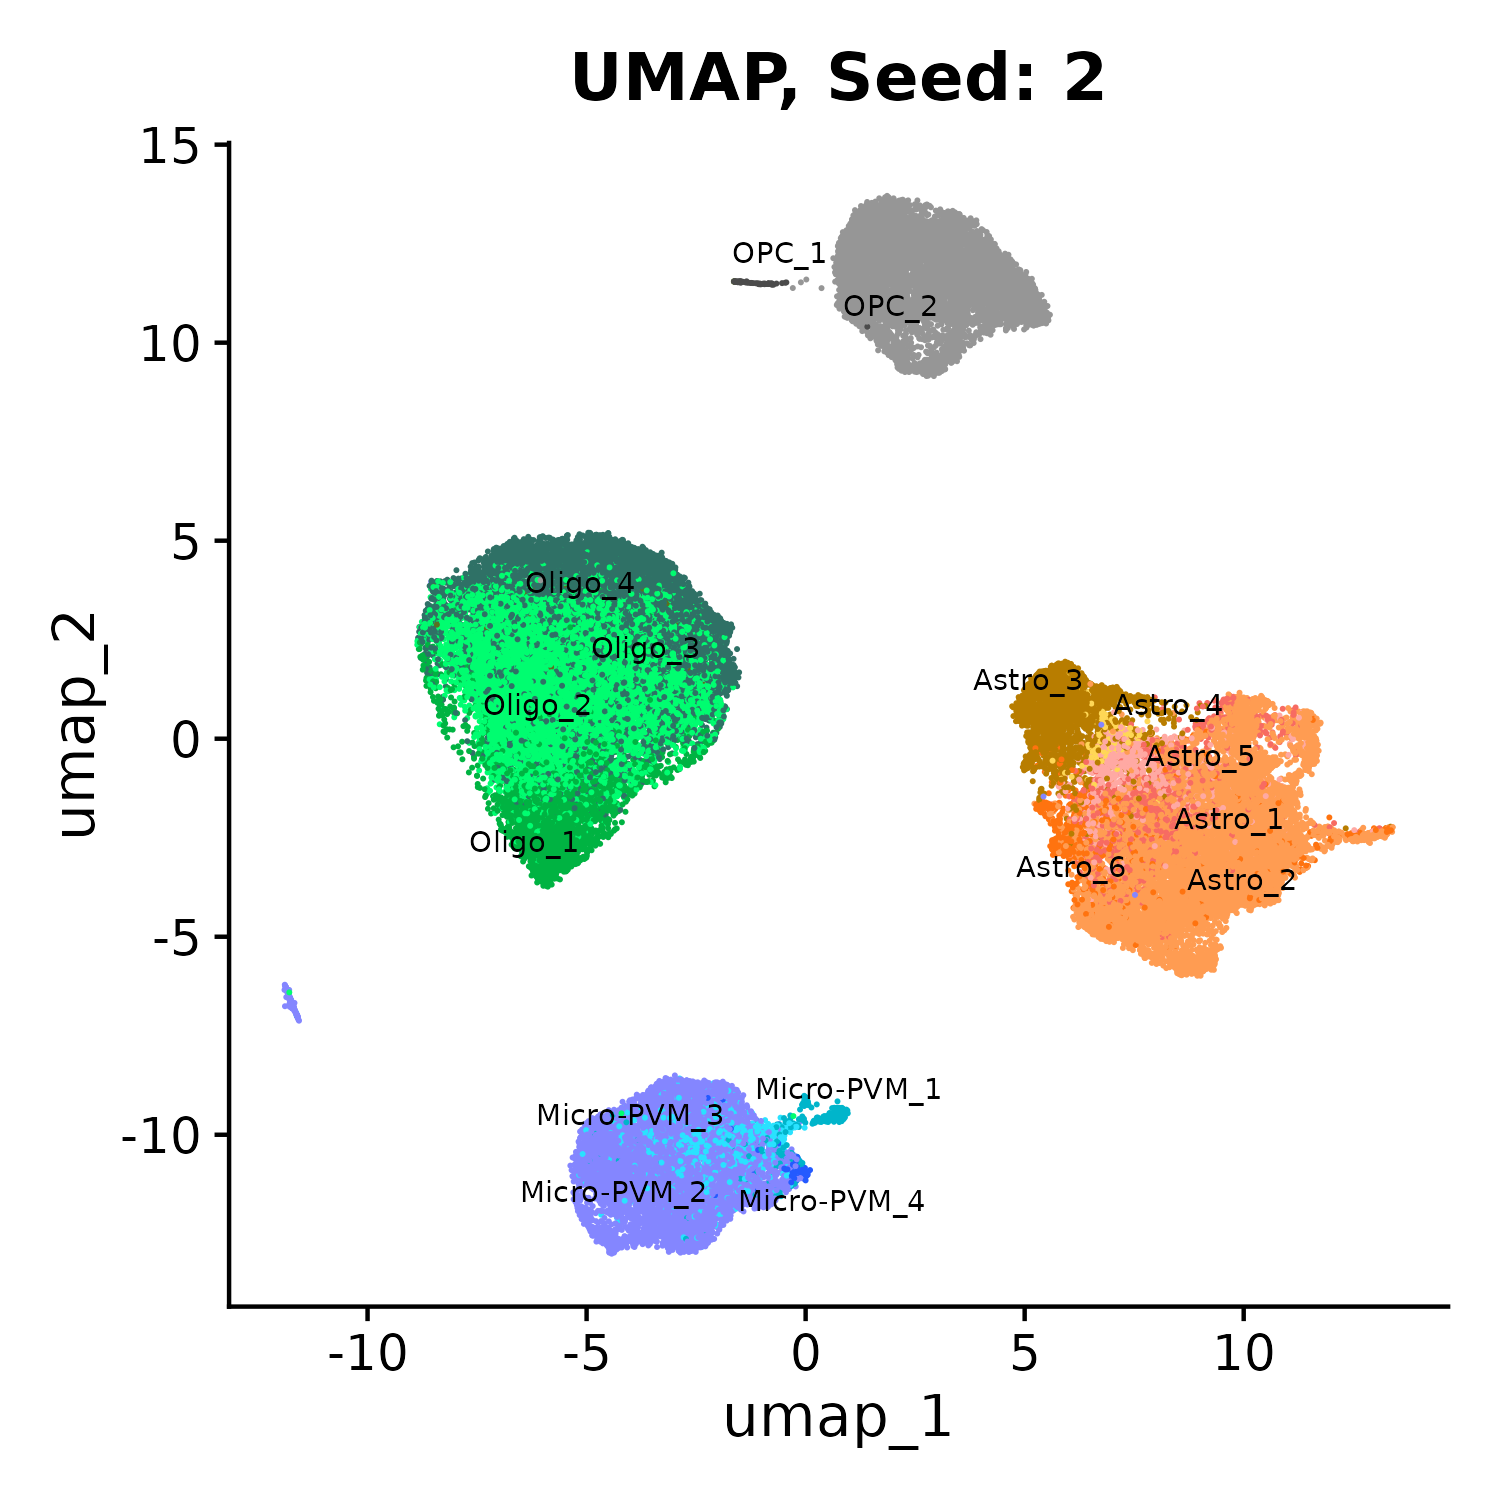 UMAP, Seed: 2
15
10
5
0
-5
-10
umap_2
OPC_1
OPC_2
Oligo_4
Oligo_3
Oligo_2
Oligo_1
Astro_3
Astro_4
Astro_5
Astro_1
Astro_6
Astro_2
Micro-PVM_1
Micro-PVM_3
Micro-PVM_2
Micro-PVM_4
-10
-5
0
5
10
umap_1